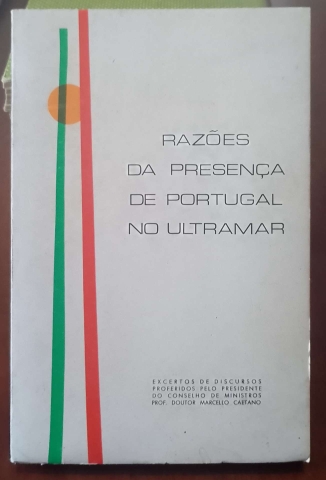 RAZÕES
DA PRESENÇA
DE PORTUGAL
NO ULTRAMAR
EXCERTOS DE DISCURSOS
PROFERIDOS PELO PRESIDENTE
DO CONSELHO DE MINISTROS
PROF. DOUTOR MARCELLO CAETANO